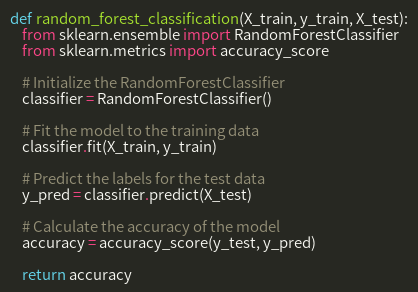 def random_forest_classification(X_train, y_train, X_test):
from sklearn.ensemble import RandomForestClassifier
from sklearn.metrics import accuracy_score
# Initialize the RandomForestClassifier
classifier = RandomForestClassifier()
# Fit the model to the training data
classifier.fit(X_train, y_train)
# Predict the labels for the test data
y_pred = classifier.predict(X_test)
# Calculate the accuracy of the model
accuracy = accuracy_score(y_test, y_pred)
return accuracy